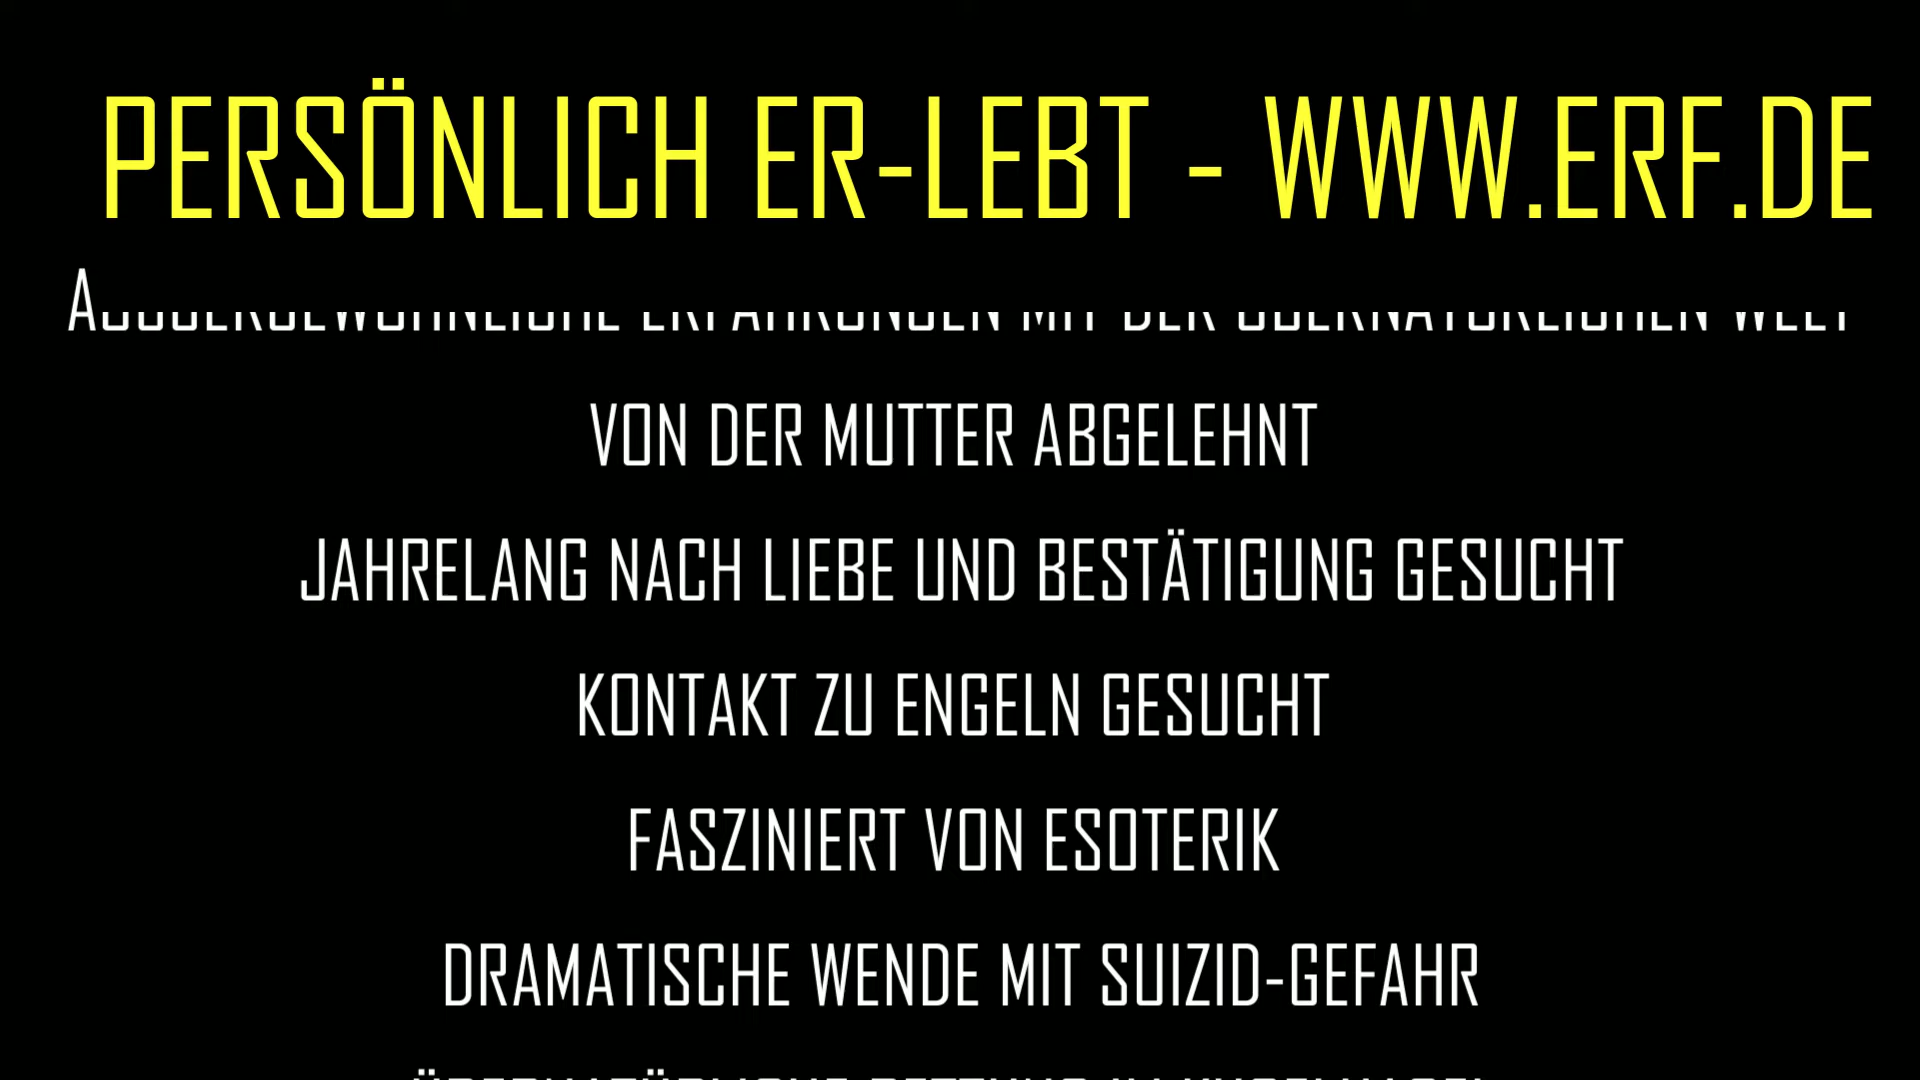 PERSÖNLICH ER-LEBT - WWW.ERF.DE
VON DER MUTTER ABGELEHNT
JAHRELANG NACH LIEBE UND BESTÄTIGUNG GESUCHT
KONTAKT ZU ENGELN GESUCHT
FASZINIERT VON ESOTERIK
DRAMATISCHE WENDE MIT SUIZID-GEFAHR